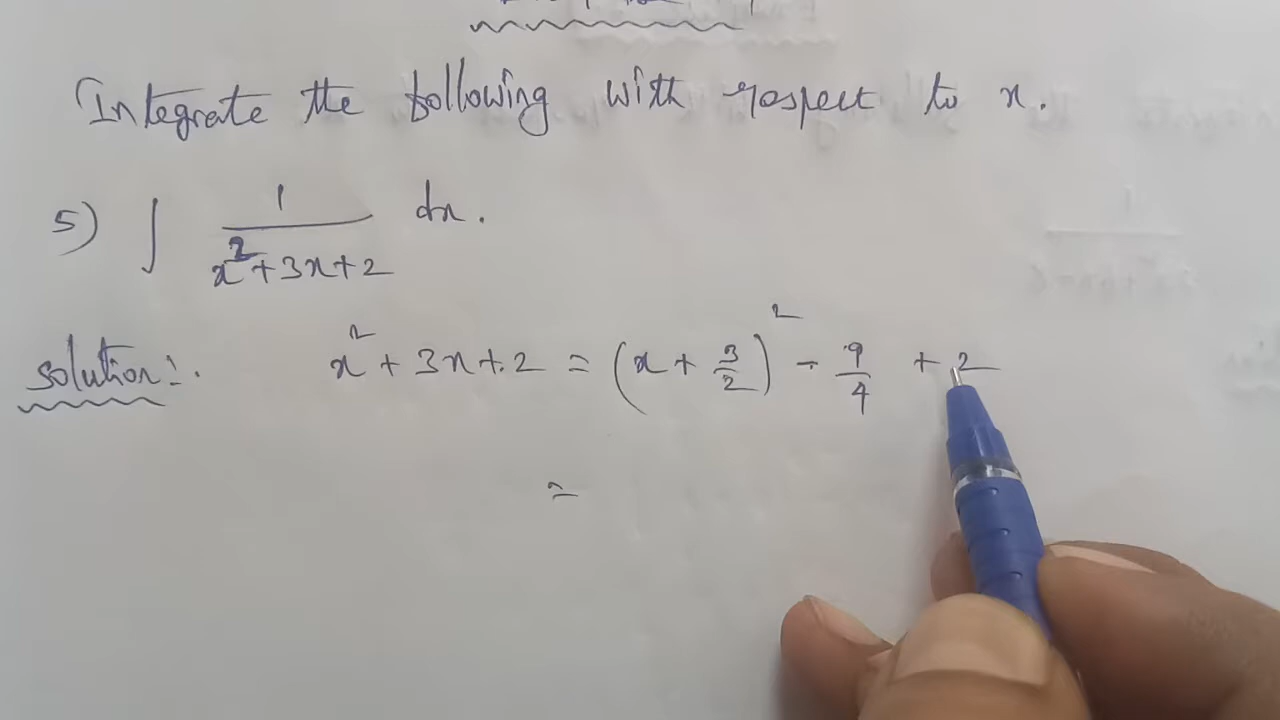 Integrate the following with respect to x.
5) ∫ 1/(x²+3x+2) dx.
solution:-. x² + 3x + 2 = (x + 3/2)² - 9/4 + 2
=